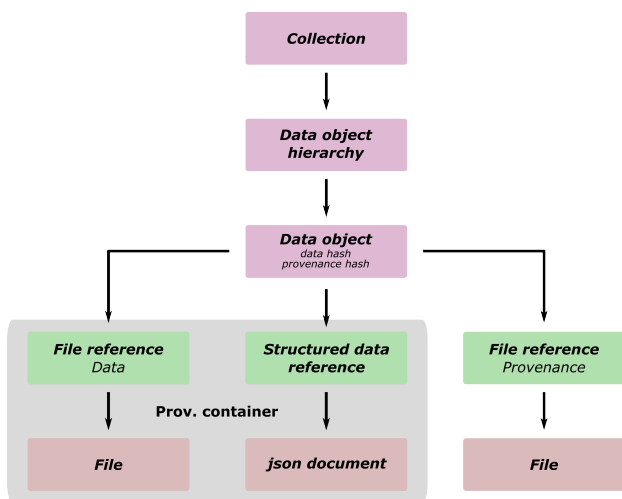 Collection
Data object
hierarchy
Data object
data hash
provenance hash
File reference
Data
Structured data
reference
File reference
Provenance
Prov. container
File
json document
File